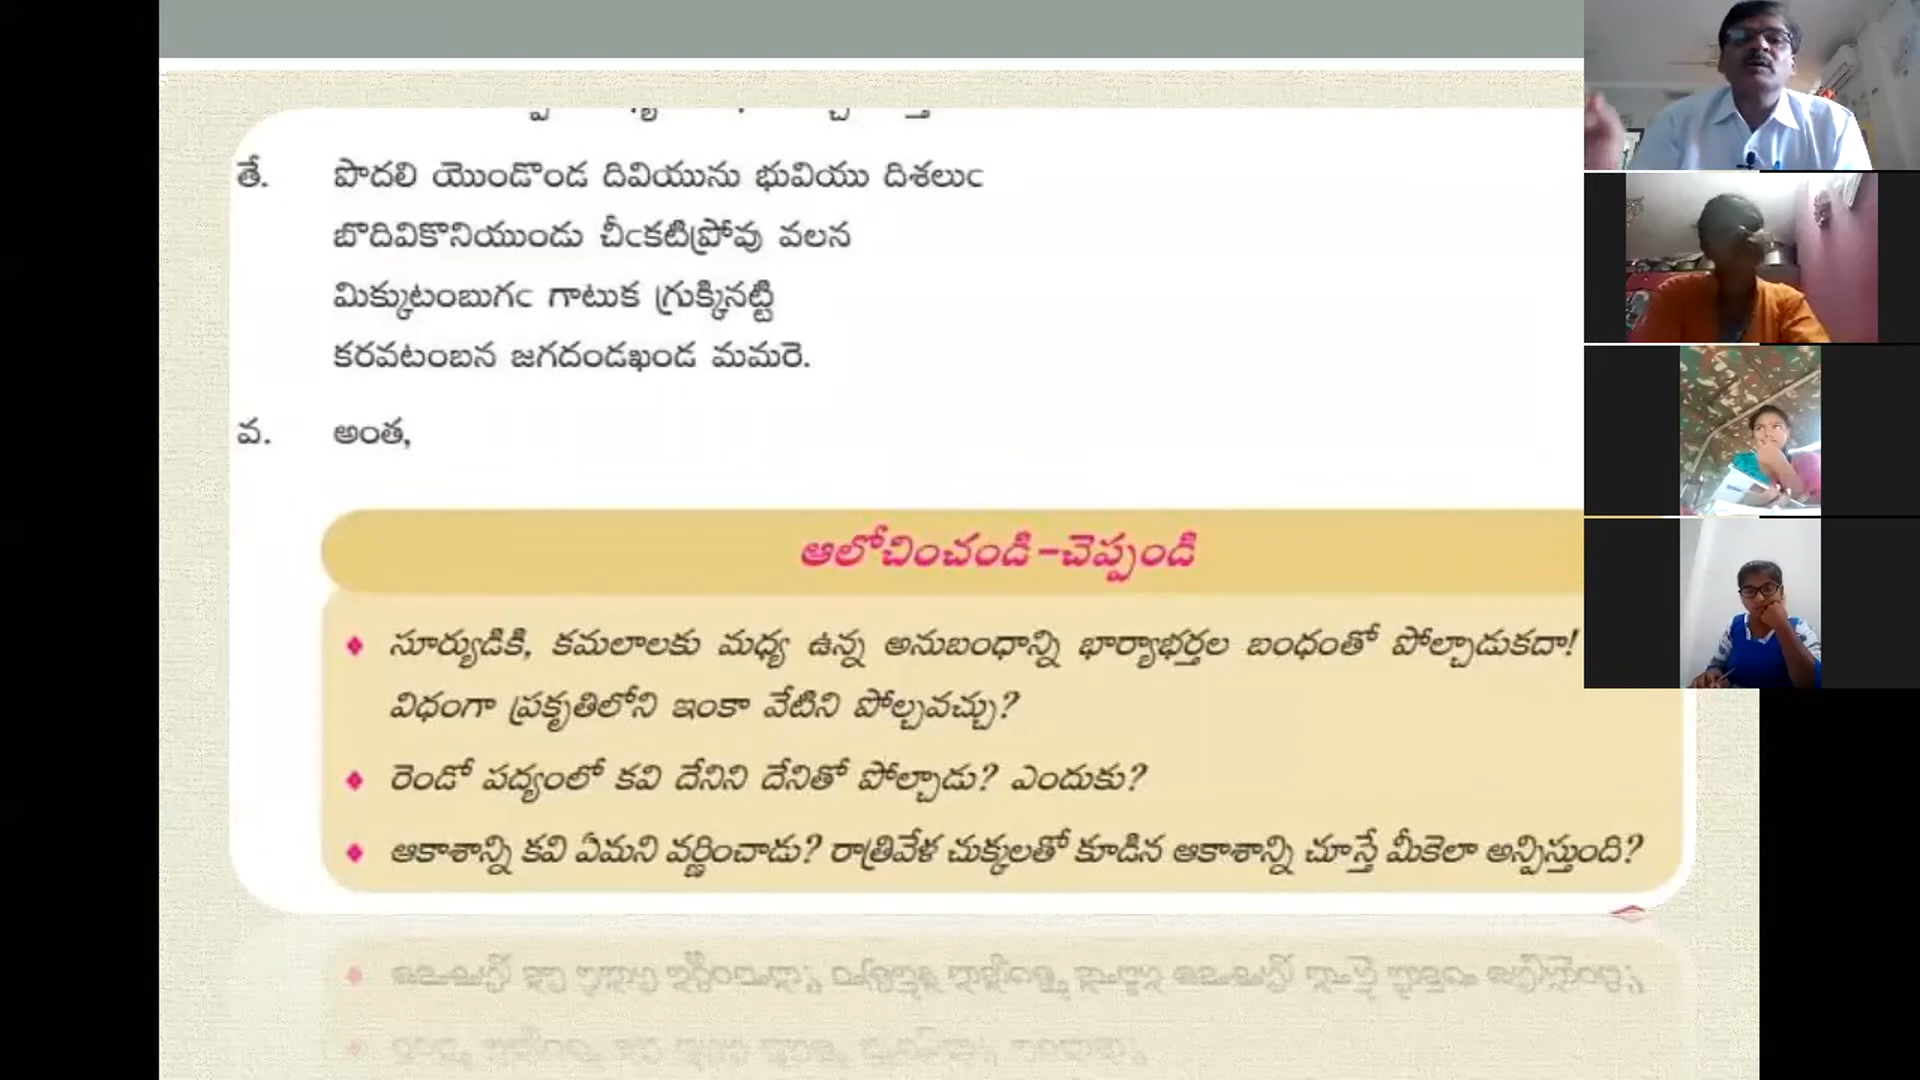 తే. పొదలి యొండొండ దివియును భువియు దిశలుఁ
బొదివికొనియుండు చీఁకటిప్రోవు వలన
మిక్కుటంబుగఁ గాటుక గ్రుక్కినట్టి
కరవటంబన జగదండఖండ మమరె.
వ. అంత,
ఆలోచించండి-చెప్పండి
సూర్యుడికి, కమలాలకు మధ్య ఉన్న అనుబంధాన్ని భార్యాభర్తల బంధంతో పోల్చాడుకదా!
విధంగా ప్రకృతిలోని ఇంకా వేటిని పోల్చవచ్చు?
రెండో పద్యంలో కవి దేనిని దేనితో పోల్చాడు? ఎందుకు?
ఆకాశాన్ని కవి ఏమని వర్ణించాడు? రాత్రివేళ చుక్కలతో కూడిన ఆకాశాన్ని చూస్తే మీకెలా అన్పిస్తుంది?